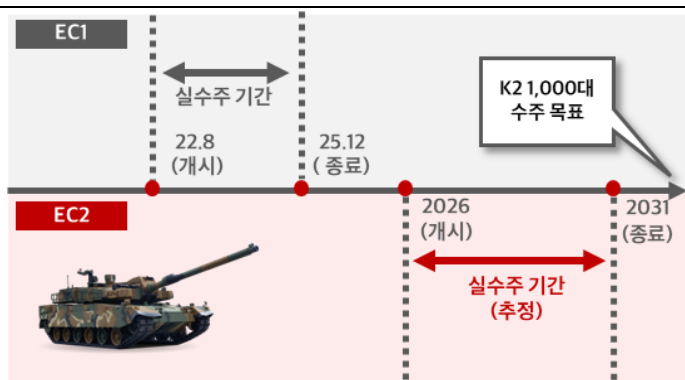 EC1
실수주 기간
22.8
(개시)
25.12
( 종료)
K2 1,000대
수주 목표
EC2
2026
(개시)
2031
(종료)
실수주 기간
(추정)